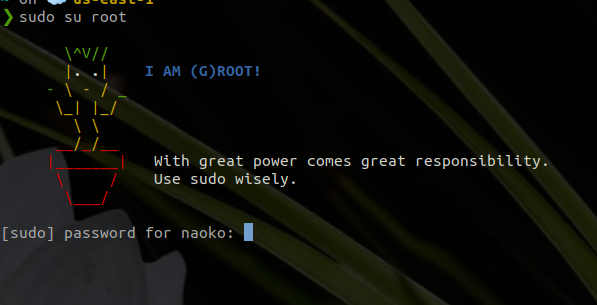 on us-east-1
❯ sudo su root
\^V//
|. .| I AM (G)ROOT!
- \ - / _
\_| |_/
\ \
__/_/__
|_______| With great power comes great responsibility.
\ / Use sudo wisely.
\___/
[sudo] password for naoko: